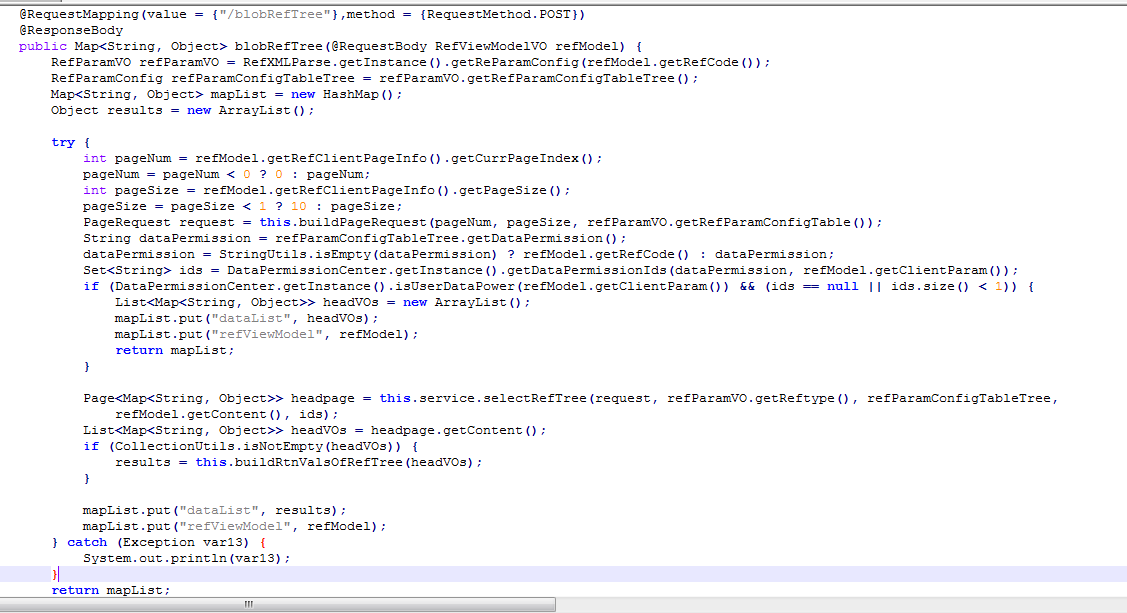 @RequestMapping(value = {"/blobRefTree"},method = {RequestMethod.POST})
@ResponseBody
public Map<String, Object> blobRefTree(@RequestBody RefViewModelVO refModel) {
    RefParamVO refParamVO = RefXMLParse.getInstance().getReParamConfig(refModel.getRefCode());
    RefParamConfig refParamConfigTableTree = refParamVO.getRefParamConfigTableTree();
    Map<String, Object> mapList = new HashMap();
    Object results = new ArrayList();

    try {
        int pageNum = refModel.getRefClientPageInfo().getCurrPageIndex();
        pageNum = pageNum < 0 ? 0 : pageNum;
        int pageSize = refModel.getRefClientPageInfo().getPageSize();
        pageSize = pageSize < 1 ? 10 : pageSize;
        PageRequest request = this.buildPageRequest(pageNum, pageSize, refParamVO.getRefParamConfigTable());
        String dataPermission = refParamConfigTableTree.getDataPermission();
        dataPermission = StringUtils.isEmpty(dataPermission) ? refModel.getRefCode() : dataPermission;
        Set<String> ids = DataPermissionCenter.getInstance().getDataPermissionIds(dataPermission, refModel.getClientParam());
        if (DataPermissionCenter.getInstance().isUserDataPower(refModel.getClientParam()) && (ids == null || ids.size() < 1)) {
            List<Map<String, Object>> headVOs = new ArrayList();
            mapList.put("dataList", headVOs);
            mapList.put("refViewModel", refModel);
            return mapList;
        }

        Page<Map<String, Object>> headpage = this.service.selectRefTree(request, refParamVO.getReftype(), refParamConfigTableTree,
            refModel.getContent(), ids);
        List<Map<String, Object>> headVOs = headpage.getContent();
        if (CollectionUtils.isNotEmpty(headVOs)) {
            results = this.buildRtnValsOfRefTree(headVOs);
        }

        mapList.put("dataList", results);
        mapList.put("refViewModel", refModel);
    } catch (Exception var13) {
        System.out.println(var13);
    }
    return mapList;